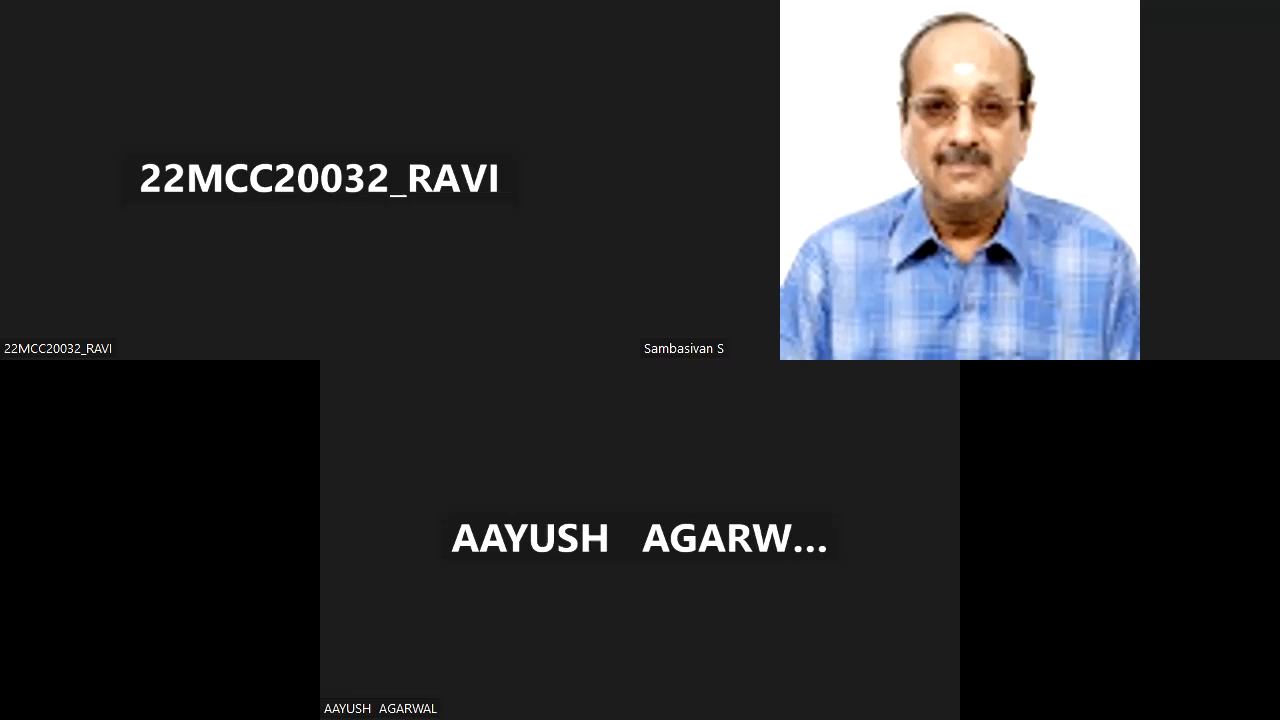 22MCC20032_RAVI
22MCC20032_RAVI
Sambasivan S
AAYUSH AGARW...
AAYUSH AGARWAL